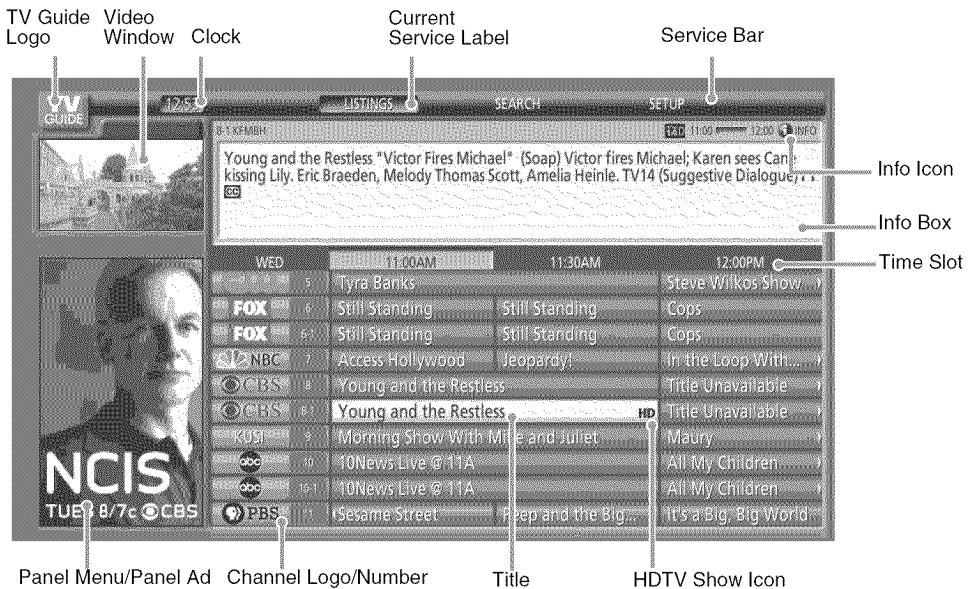 TV Guide
Logo
Video
Window
Clock
Current
Service Label
Service Bar
TV
GUIDE
LISTINGS
SEARCH
SETUP
8-1 KFMBH
11:00 12:00 INFO
Young and the Restless "Victor Fires Michael" (Soap) Victor fires Michael; Karen sees Cane
kissing Lily. Eric Braeden, Melody Thomas Scott, Amelia Heinle. TV14 (Suggestive Dialogue)
CC
Info Icon
Info Box
WED 11:00AM 11:30AM 12:00PM
Time Slot
5 Tyra Banks Steve Wilkos Show
FOX 6 Still Standing Still Standing Cops
FOX 6-1 Still Standing Still Standing Cops
NBC 7 Access Hollywood Jeopardy! In the Loop With...
CBS 8 Young and the Restless Title Unavailable
CBS 8-1 Young and the Restless HD Title Unavailable
KUSI 9 Morning Show With Mike and Juliet Maury
abc 10 10News Live @ 11A All My Children
abc 10-1 10News Live @ 11A All My Children
PBS 11 Sesame Street Peep and the Big... It's a Big, Big World
NCIS
TUES 8/7c CBS
Panel Menu/Panel Ad
Channel Logo/Number
Title
HDTV Show Icon